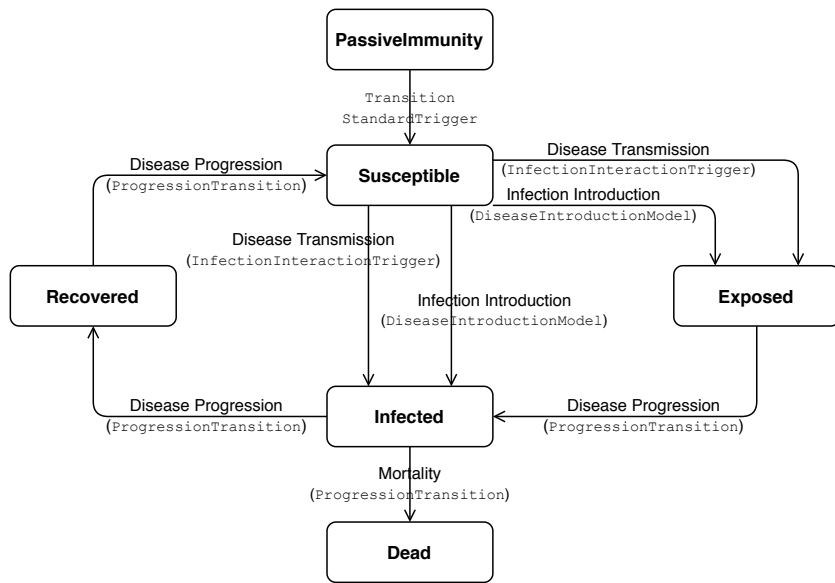 PassiveImmunity
Transition
StandardTrigger
Disease Progression
(ProgressionTransition)
Susceptible
Disease Transmission
(InfectionInteractionTrigger)
Infection Introduction
(DiseaseIntroductionModel)
Disease Transmission
(InfectionInteractionTrigger)
Recovered
Infection Introduction
(DiseaseIntroductionModel)
Exposed
Disease Progression
(ProgressionTransition)
Infected
Disease Progression
(ProgressionTransition)
Mortality
(ProgressionTransition)
Dead